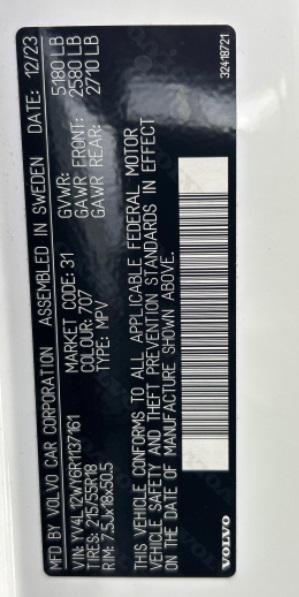 MFD BY VOLVO CAR CORPORATION ASSEMBLED IN SWEDEN DATE: 12/23
VIN: YV4L12WY6R1137161 GVWR: 5180 LB
TIRES: 215/55R18 MARKET CODE: 31 GAWR FRONT: 2580 LB
RIM: 7.5Jx18x50.5 COLOUR: 707 GAWR REAR: 2710 LB
TYPE: MPV
THIS VEHICLE CONFORMS TO ALL APPLICABLE FEDERAL MOTOR
VEHICLE SAFETY AND THEFT PREVENTION STANDARDS IN EFFECT
ON THE DATE OF MANUFACTURE SHOWN ABOVE.
VOLVO 32418721